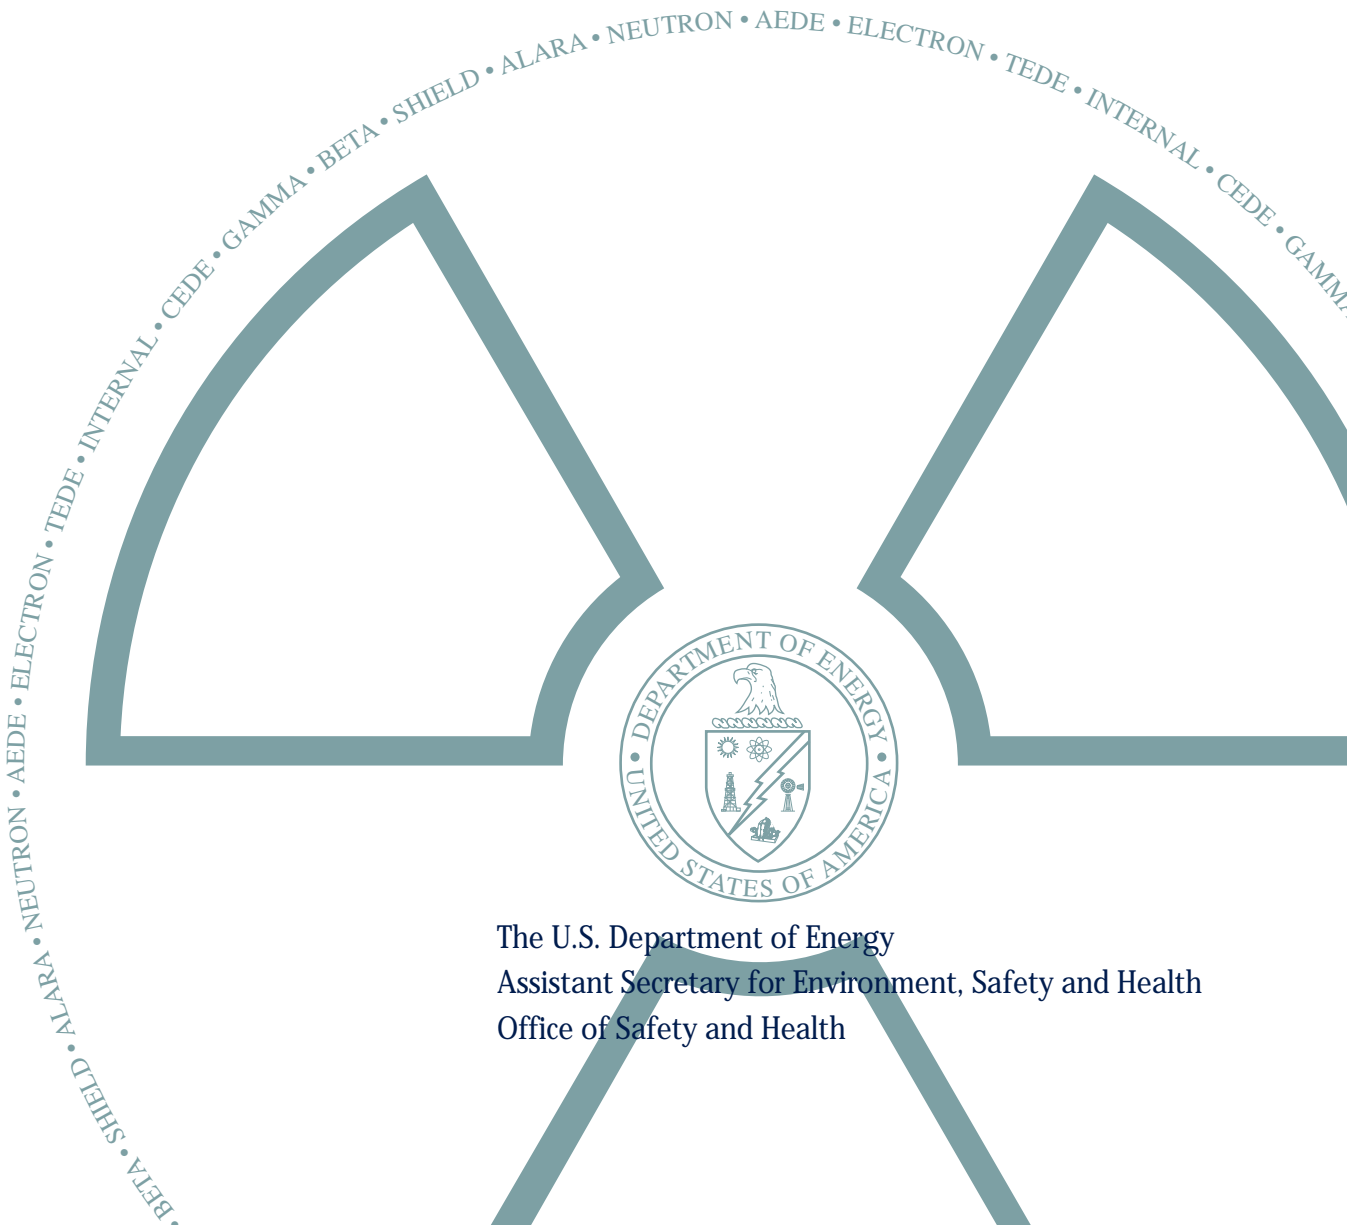 • BETA • SHIELD • ALARA • NEUTRON • AEDE • ELECTRON • TEDE • INTERNAL • CEDE • GAMMA • BETA • SHIELD • ALARA • NEUTRON • AEDE • ELECTRON • TEDE • INTERNAL • CEDE • GAMMA
• DEPARTMENT OF ENERGY •
UNITED STATES OF AMERICA
The U.S. Department of Energy
Assistant Secretary for Environment, Safety and Health
Office of Safety and Health